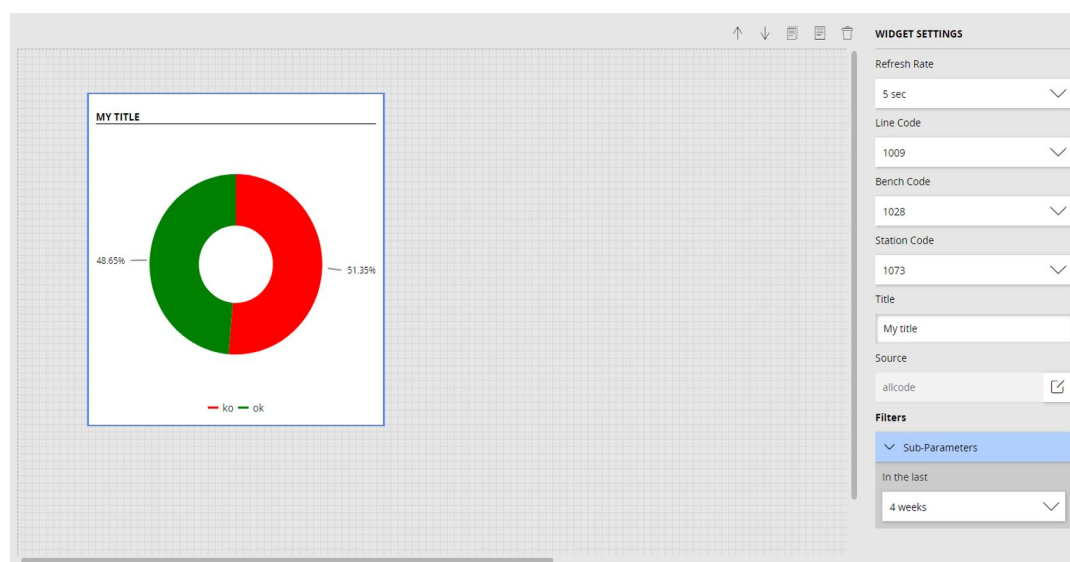 WIDGET SETTINGS
Refresh Rate
5 sec
Line Code
1009
Bench Code
1028
Station Code
1073
Title
My title
Source
allcode
Filters
Sub-Parameters
In the last
4 weeks
MY TITLE
48.65%
51.35%
ko ok